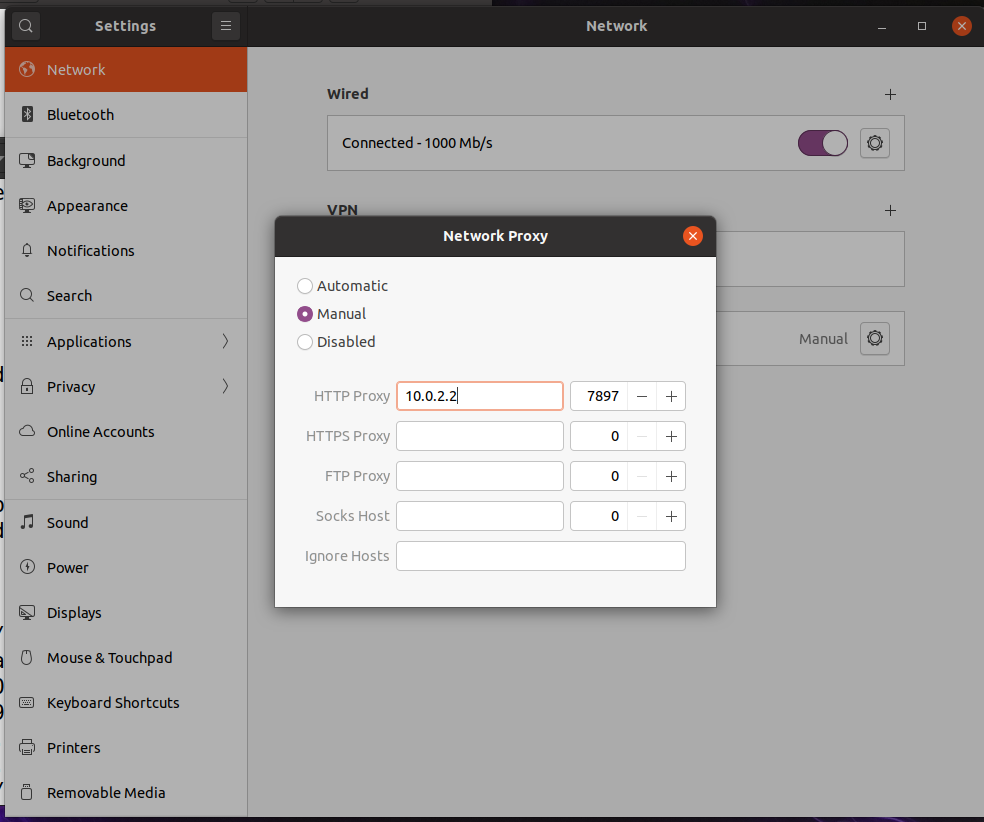 Settings
Network
Network
Bluetooth
Background
Appearance
Notifications
Search
Applications
Privacy
Online Accounts
Sharing
Sound
Power
Displays
Mouse & Touchpad
Keyboard Shortcuts
Printers
Removable Media
Wired
Connected - 1000 Mb/s
VPN
Manual
Network Proxy
Automatic
Manual
Disabled
HTTP Proxy 10.0.2.2 7897 − +
HTTPS Proxy 0 − +
FTP Proxy 0 − +
Socks Host 0 − +
Ignore Hosts